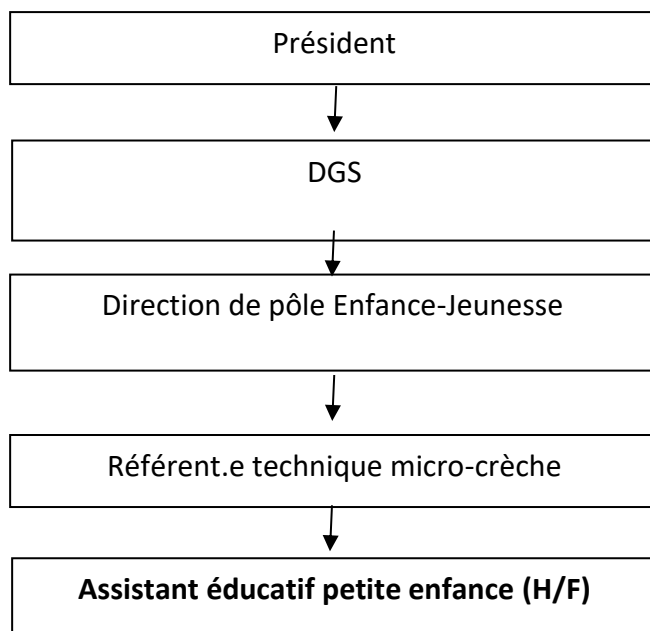 Président
DGS
Direction de pôle Enfance-Jeunesse
Référent.e technique micro-crèche
Assistant éducatif petite enfance (H/F)